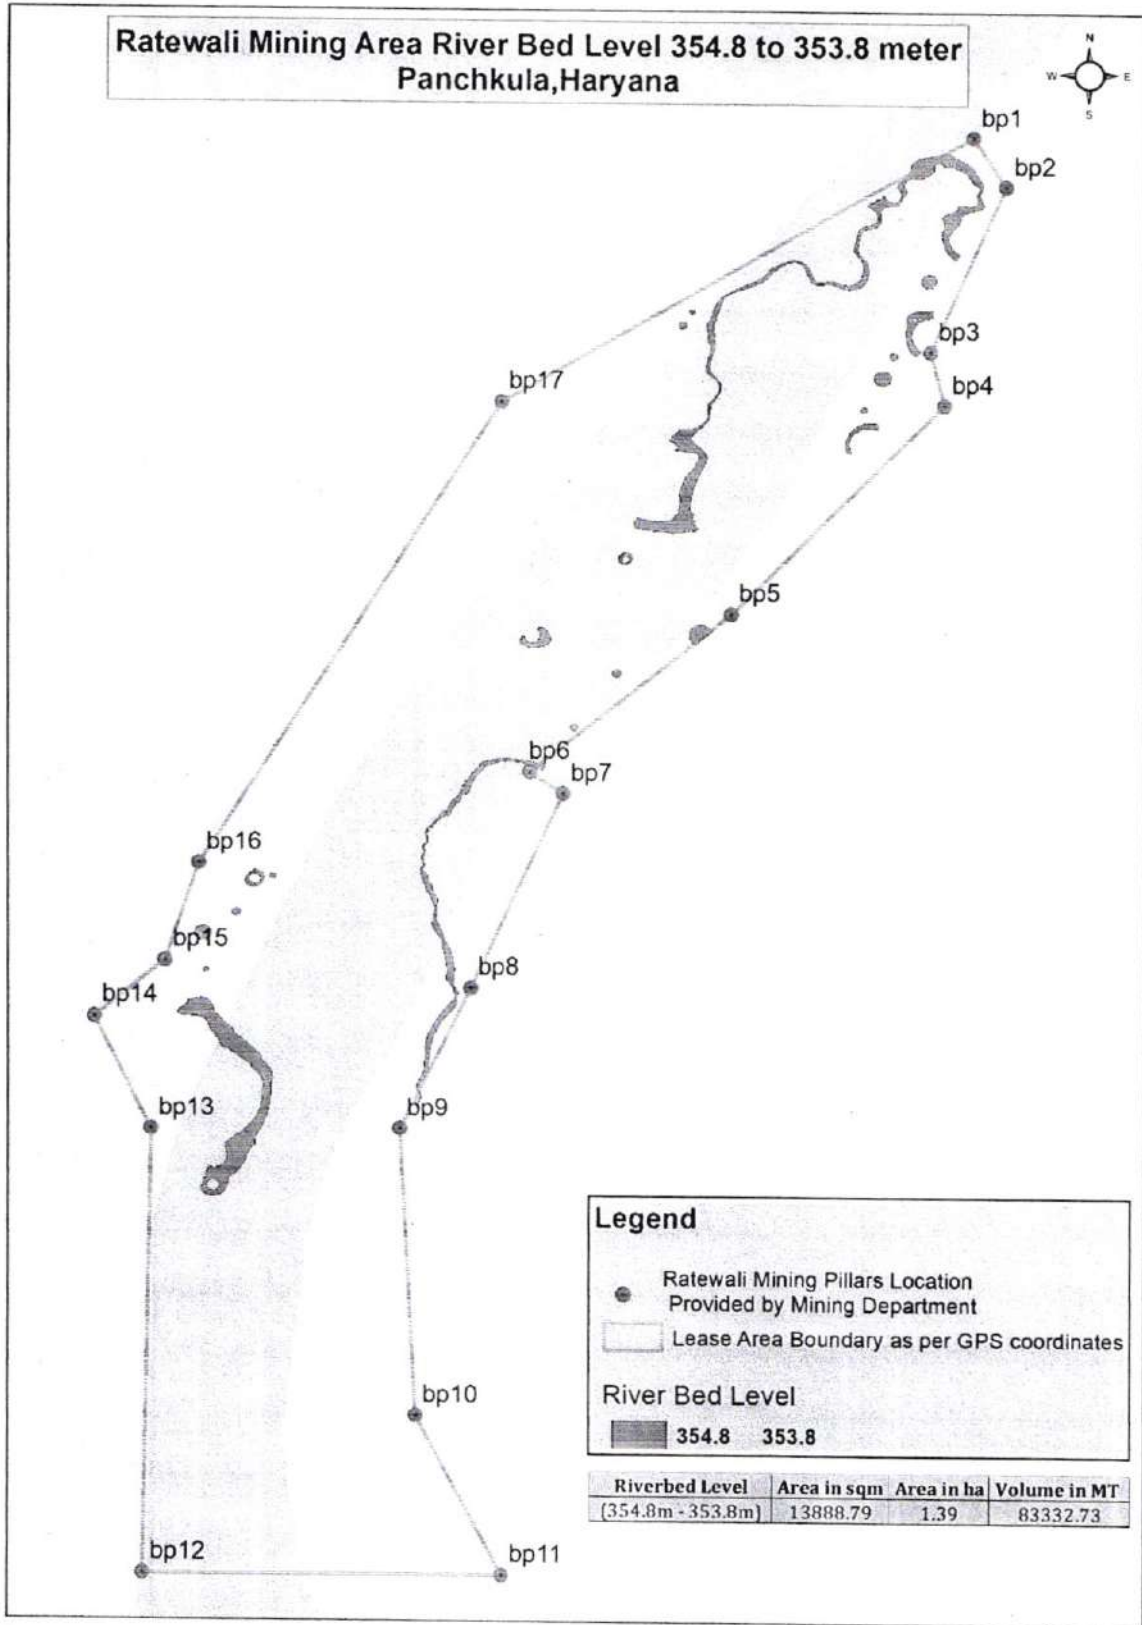 Ratewali Mining Area River Bed Level 354.8 to 353.8 meter
Panchkula,Haryana
N
W E
S
bp1
bp2
bp3
bp4
bp17
bp5
bp6
bp7
bp16
bp15
bp8
bp14
bp13
bp9
bp10
bp12
bp11
Legend
Ratewali Mining Pillars Location
Provided by Mining Department
Lease Area Boundary as per GPS coordinates
River Bed Level
354.8 353.8
Riverbed Level Area in sqm Area in ha Volume in MT
(354.8m - 353.8m) 13888.79 1.39 83332.73